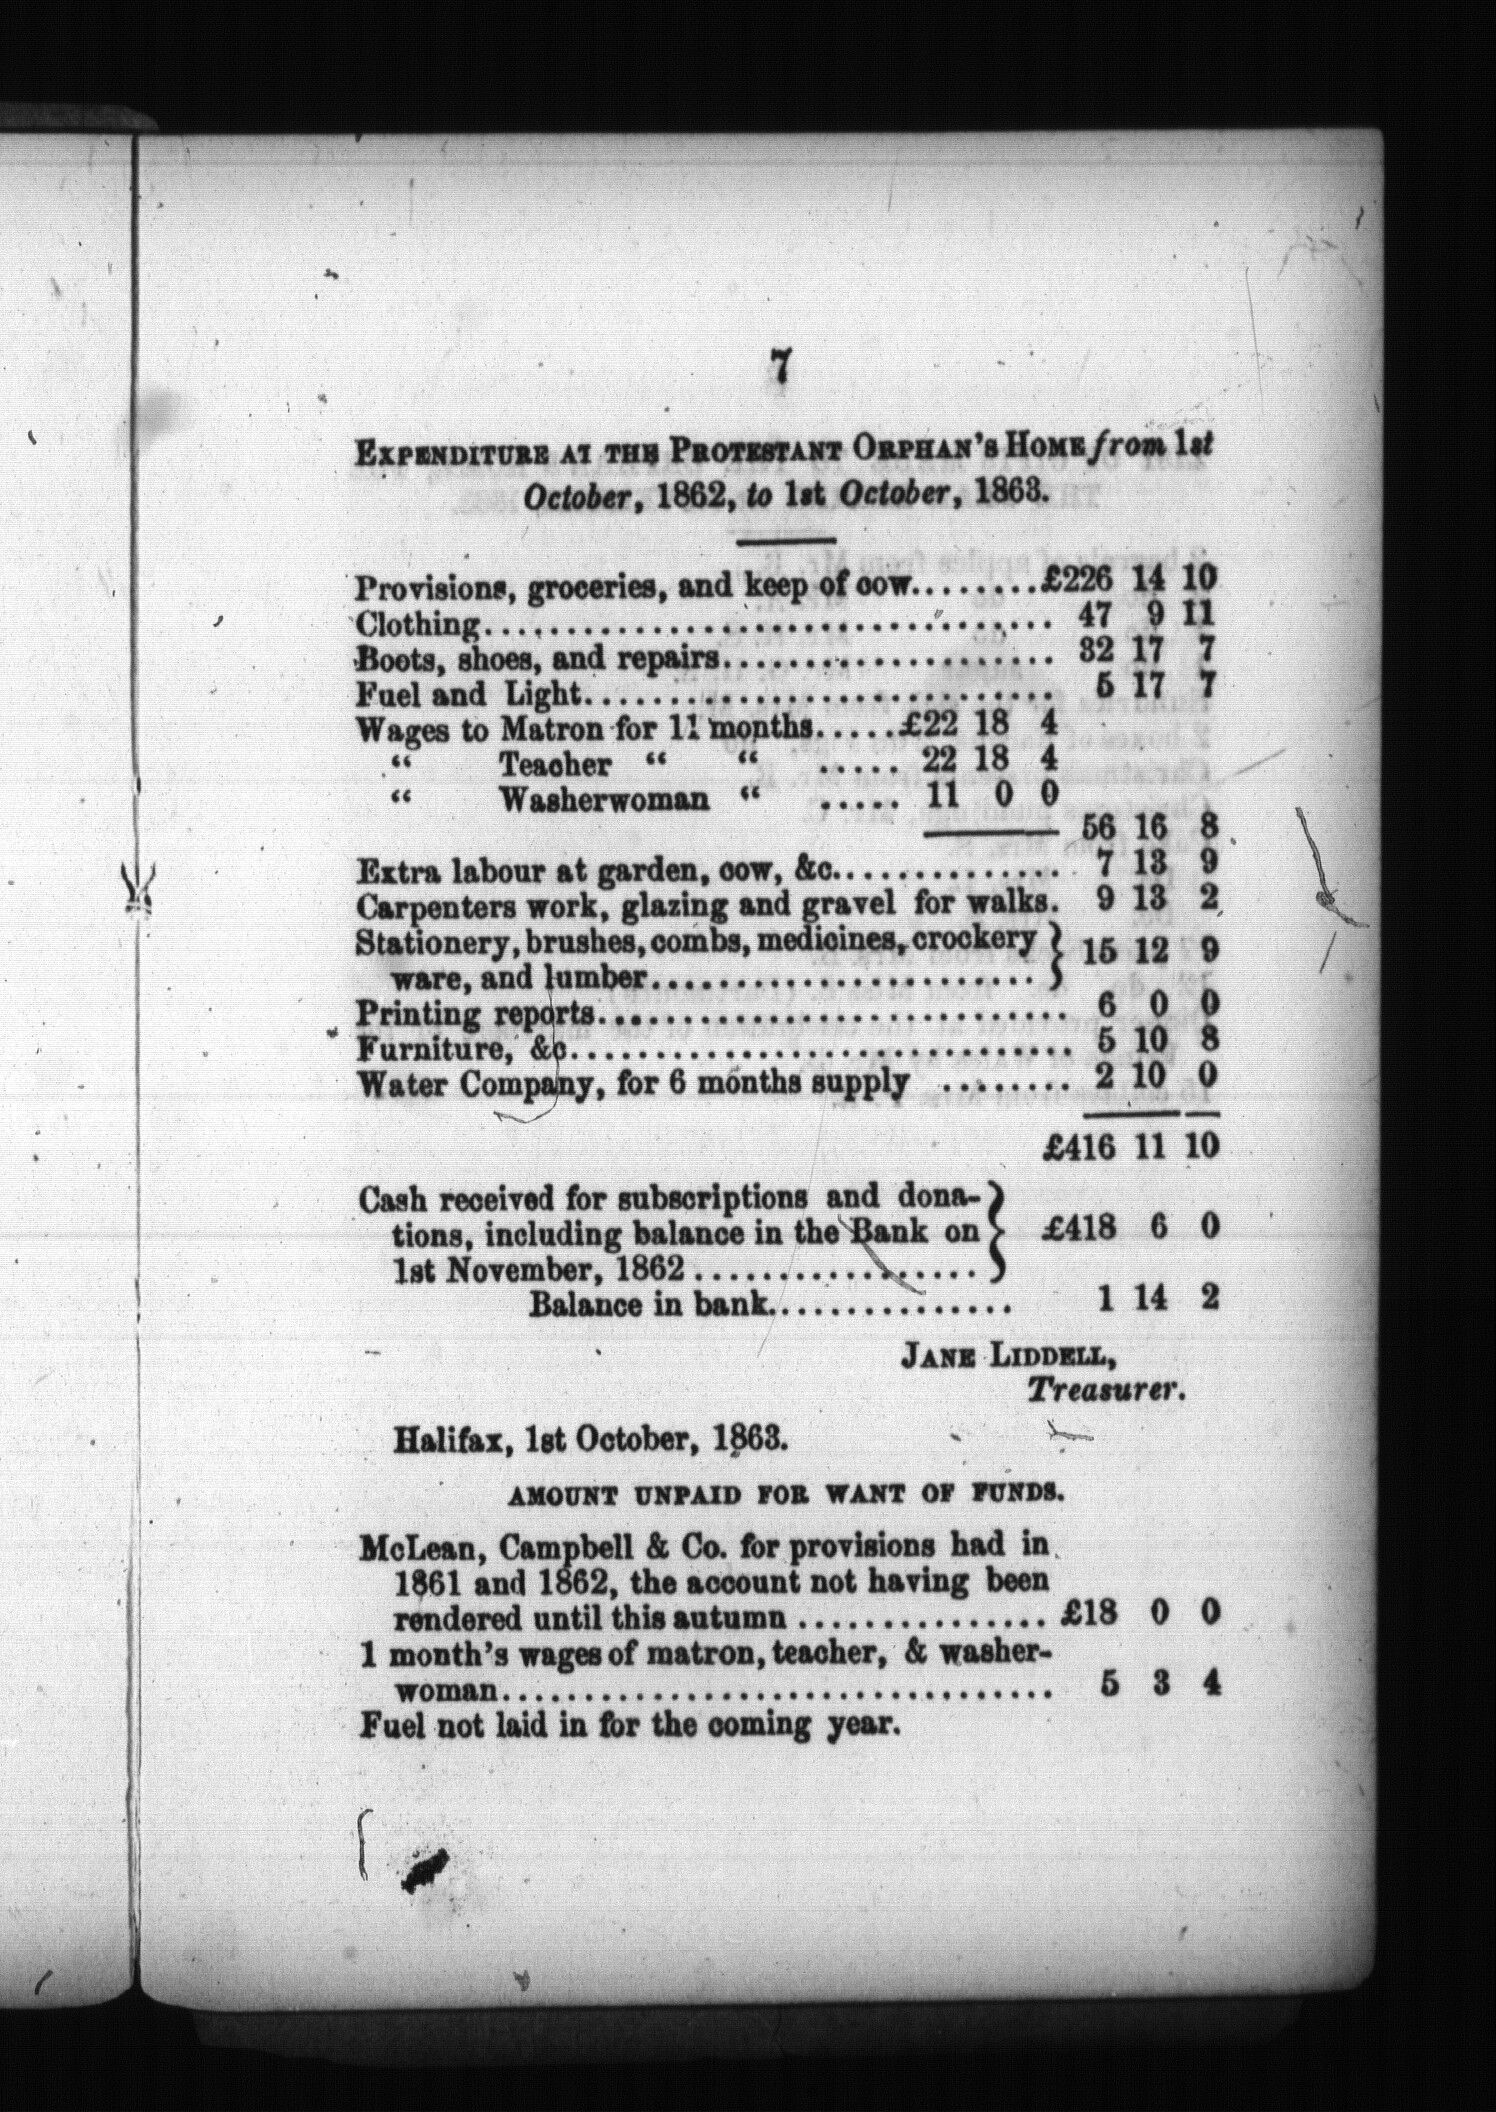 7
EXPENDITURE AT THE PROTESTANT ORPHAN'S HOME from 1st
October, 1862, to 1st October, 1863.
Provisions, groceries, and keep of cow........£226 14 10
Clothing.................................. 47 9 11
Boots, shoes, and repairs.................... 32 17 7
Fuel and Light............................ 5 17 7
Wages to Matron for 11 months.....£22 18 4
“ Teacher “ “ ..... 22 18 4
“ Washerwoman “ ..... 11 0 0
56 16 8
Extra labour at garden, cow, &c.............. 7 13 9
Carpenters work, glazing and gravel for walks. 9 13 2
Stationery, brushes, combs, medicines, crockery } 15 12 9
ware, and lumber.......................
Printing reports............................ 6 0 0
Furniture, &c.............................. 5 10 8
Water Company, for 6 months supply ........ 2 10 0
£416 11 10
Cash received for subscriptions and dona-
tions, including balance in the Bank on } £418 6 0
1st November, 1862 .................
Balance in bank............... 1 14 2
JANE LIDDELL,
Treasurer.
Halifax, 1st October, 1863.
AMOUNT UNPAID FOR WANT OF FUNDS.
McLean, Campbell & Co. for provisions had in
1861 and 1862, the account not having been
rendered until this autumn ............... £18 0 0
1 month's wages of matron, teacher, & washer-
woman................................. 5 3 4
Fuel not laid in for the coming year.